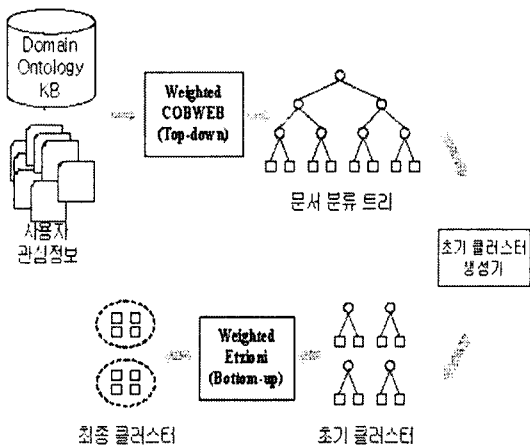 Domain
Ontology
KB
사용자
관심정보
Weighted
COBWEB
(Top-down)
문서 분류 트리
초기 클러스터
생성기
초기 클러스터
Weighted
Etzioni
(Bottom-up)
최종 클러스터